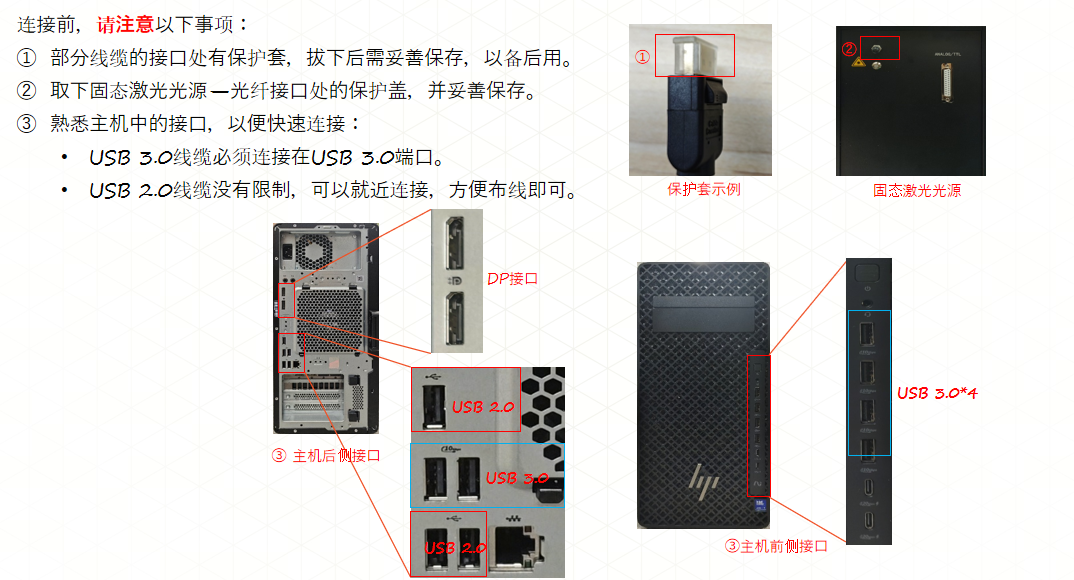 连接前，请注意以下事项：
① 部分线缆的接口处有保护套，拔下后需妥善保存，以备后用。
② 取下固态激光光源—光纤接口处的保护盖，并妥善保存。
③ 熟悉主机中的接口，以便快速连接：
• USB 3.0线缆必须连接在USB 3.0端口。
• USB 2.0线缆没有限制，可以就近连接，方便布线即可。
①
保护套示例
②
ANALOG/TTL
固态激光光源
DP接口
USB 2.0
USB 3.0
USB 2.0
③ 主机后侧接口
hp
USB 3.0*4
③主机前侧接口